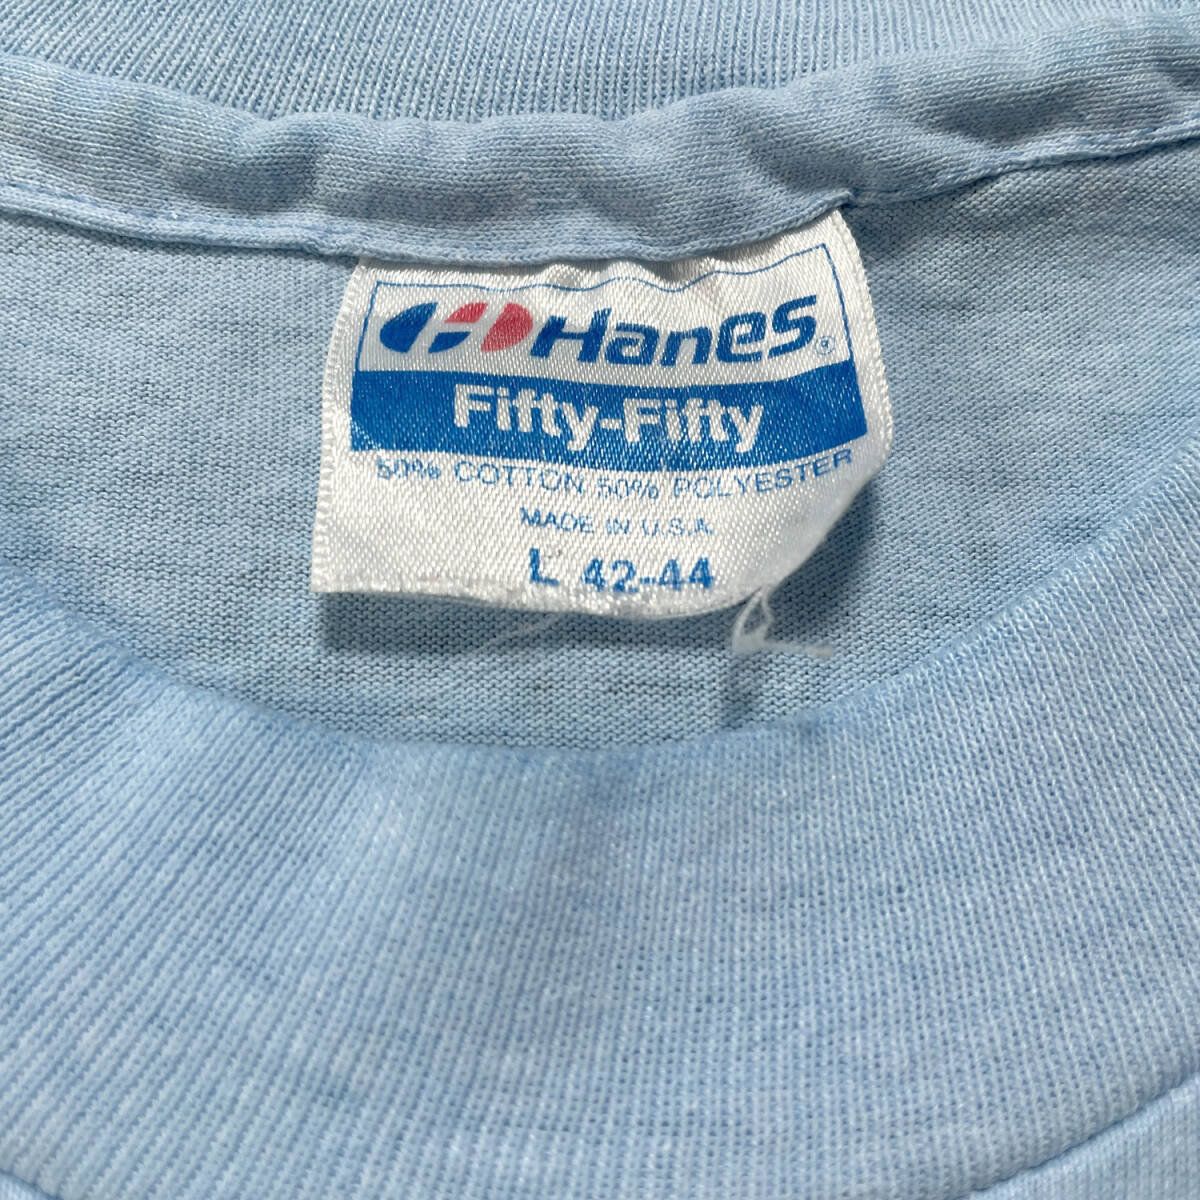 Hanes®
Fifty-Fifty
50% COTTON 50% POLYESTER
MADE IN U.S.A.
L 42-44